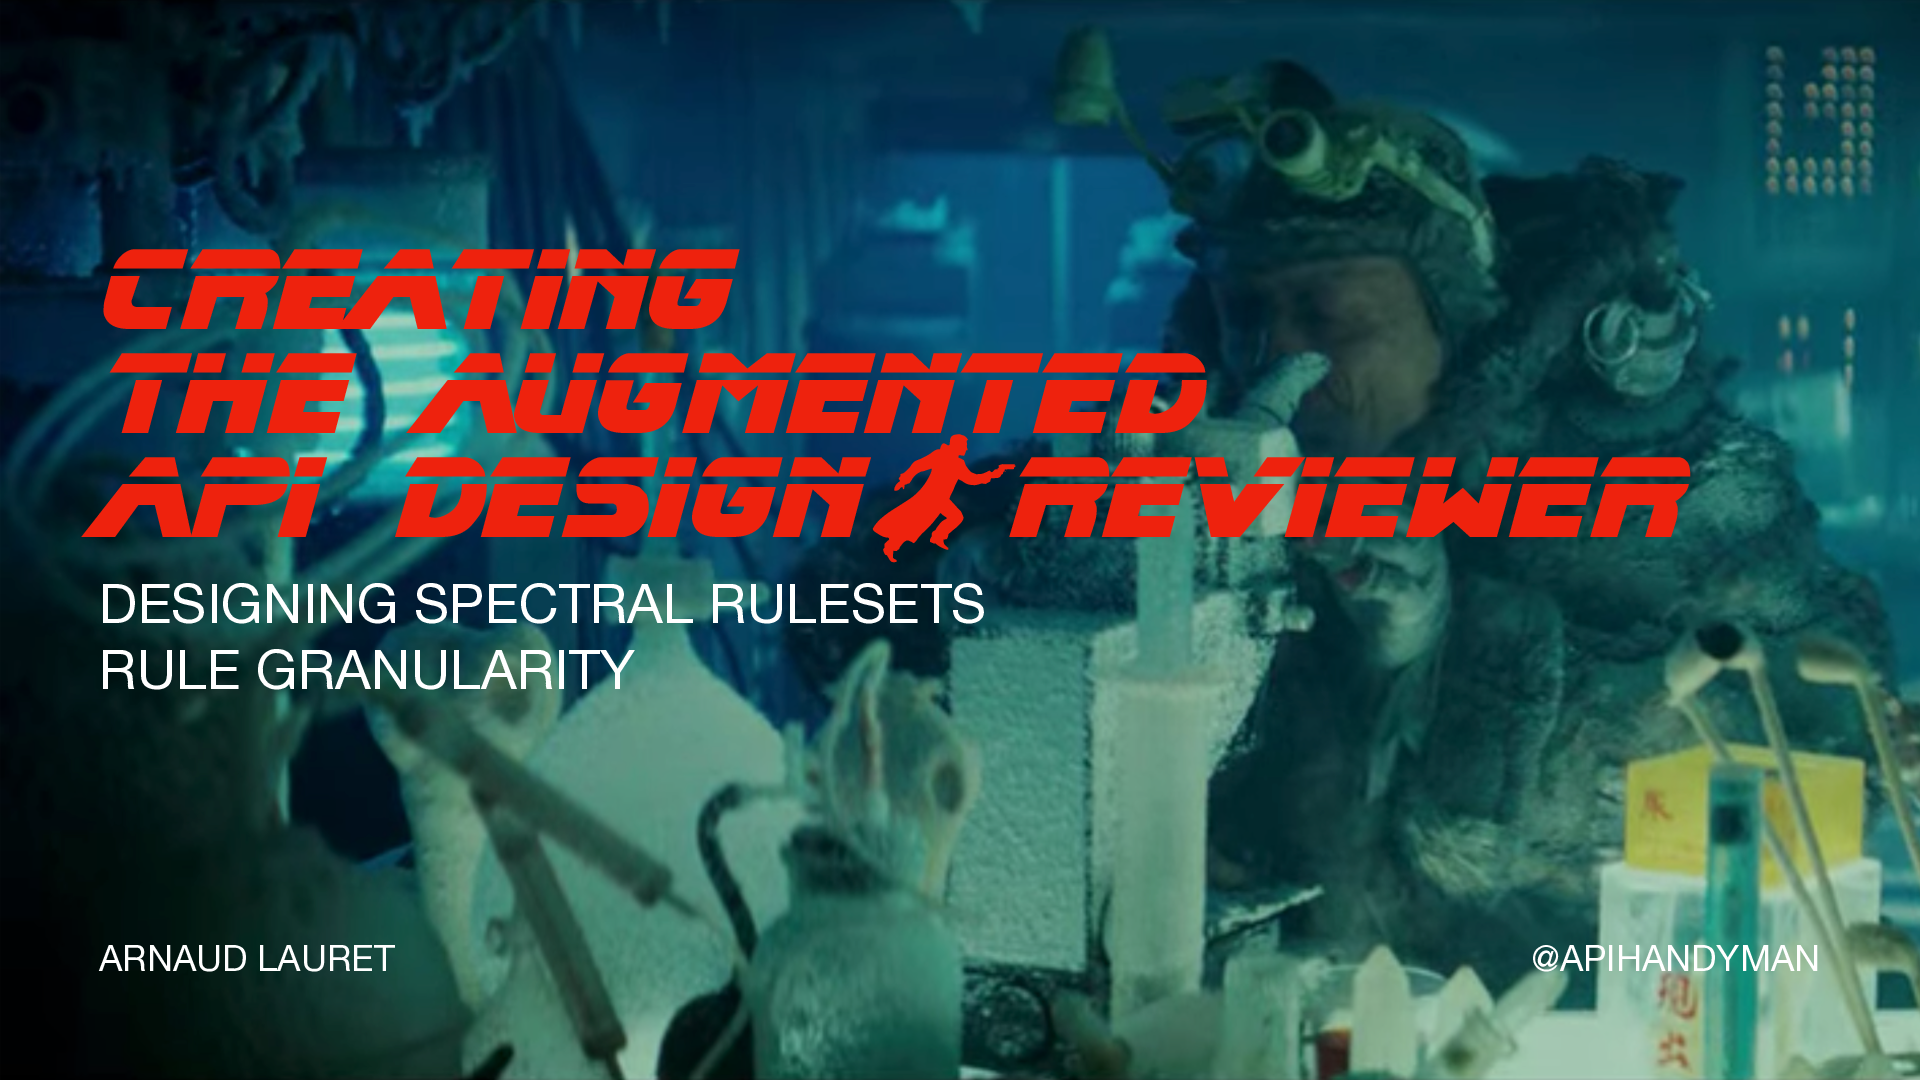 CREATING
THE AUGMENTED
API DESIGN REVIEWER
DESIGNING SPECTRAL RULESETS
RULE GRANULARITY
ARNAUD LAURET
@APIHANDYMAN